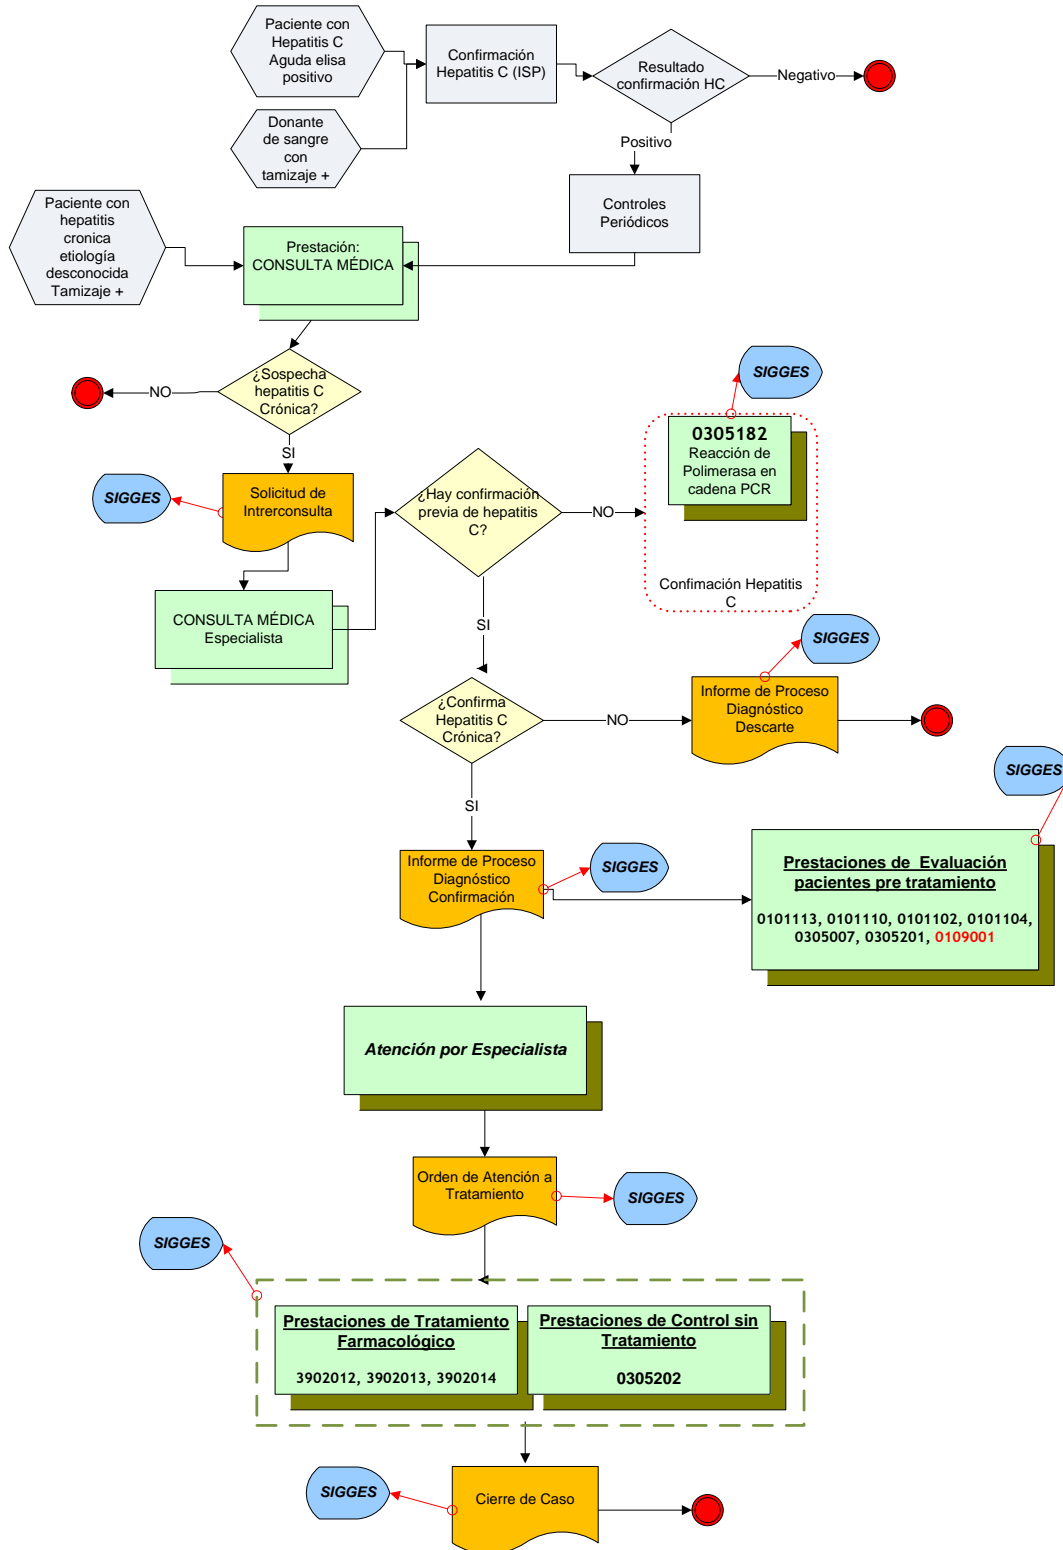 Paciente con
Hepatitis C
Aguda elisa
positivo
Confirmación
Hepatitis C (ISP)
Resultado
confirmación HC
Negativo
Donante
de sangre
con
tamizaje +
Positivo
Controles
Periódicos
Paciente con
hepatitis
cronica
etiología
desconocida
Tamizaje +
Prestación:
CONSULTA MÉDICA
¿Sospecha
hepatitis C
Crónica?
NO
SI
SIGGES
0305182
Reacción de
Polimerasa en
cadena PCR
Confimación Hepatitis
C
SIGGES
Solicitud de
Intrerconsulta
¿Hay confirmación
previa de hepatitis
C?
NO
SI
CONSULTA MÉDICA
Especialista
SIGGES
¿Confirma
Hepatitis C
Crónica?
NO
Informe de Proceso
Diagnóstico
Descarte
SI
SIGGES
Informe de Proceso
Diagnóstico
Confirmación
SIGGES
Prestaciones de Evaluación
pacientes pre tratamiento
0101113, 0101110, 0101102, 0101104,
0305007, 0305201, 0109001
Atención por Especialista
Orden de Atención a
Tratamiento
SIGGES
SIGGES
Prestaciones de Tratamiento
Farmacológico
3902012, 3902013, 3902014
Prestaciones de Control sin
Tratamiento
0305202
SIGGES
Cierre de Caso